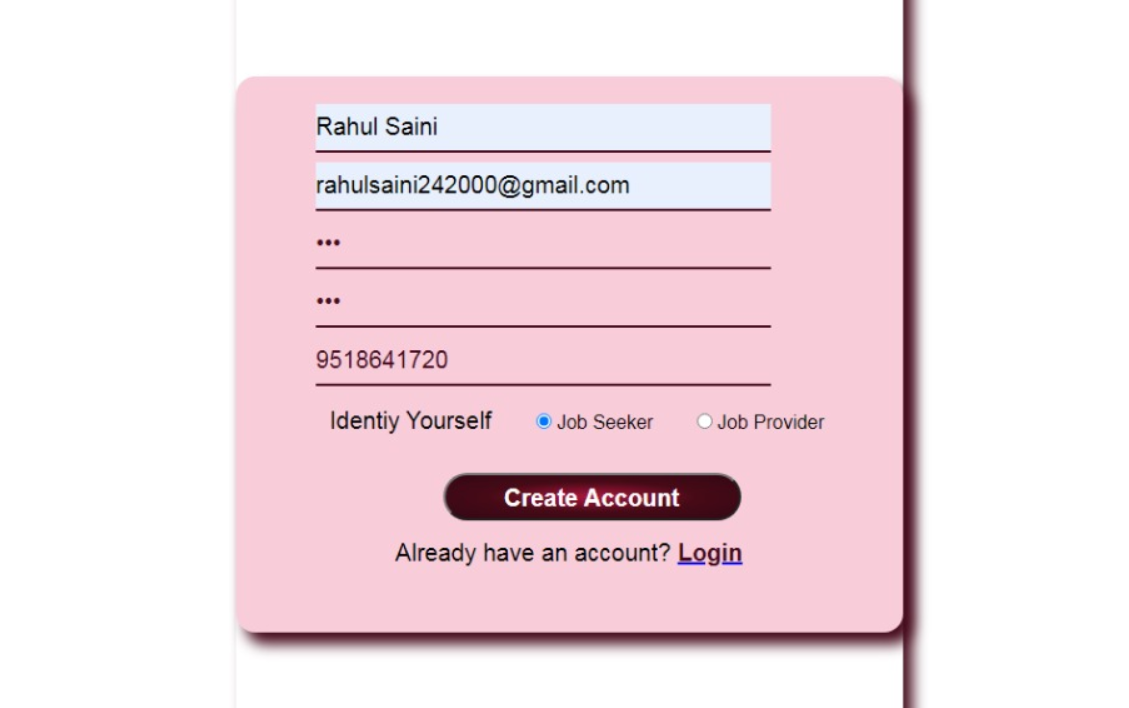 Rahul Saini
rahulsaini242000@gmail.com
•••
•••
9518641720
Identiy Yourself Job Seeker Job Provider
Create Account
Already have an account? Login